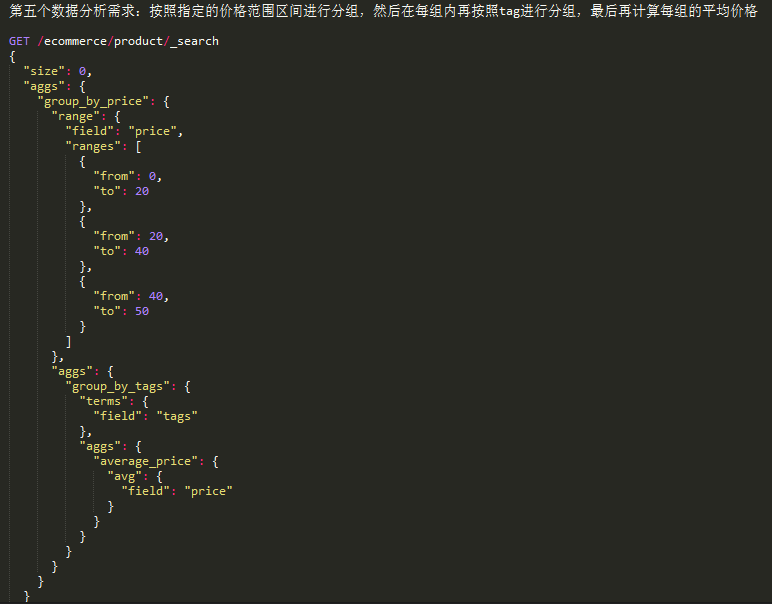 第五个数据分析需求：按照指定的价格范围区间进行分组，然后在每组内再按照tag进行分组，最后再计算每组的平均价格
GET /ecommerce/product/_search
{
  "size": 0,
  "aggs": {
    "group_by_price": {
      "range": {
        "field": "price",
        "ranges": [
          {
            "from": 0,
            "to": 20
          },
          {
            "from": 20,
            "to": 40
          },
          {
            "from": 40,
            "to": 50
          }
        ]
      },
      "aggs": {
        "group_by_tags": {
          "terms": {
            "field": "tags"
          },
          "aggs": {
            "average_price": {
              "avg": {
                "field": "price"
              }
            }
          }
        }
      }
    }
  }